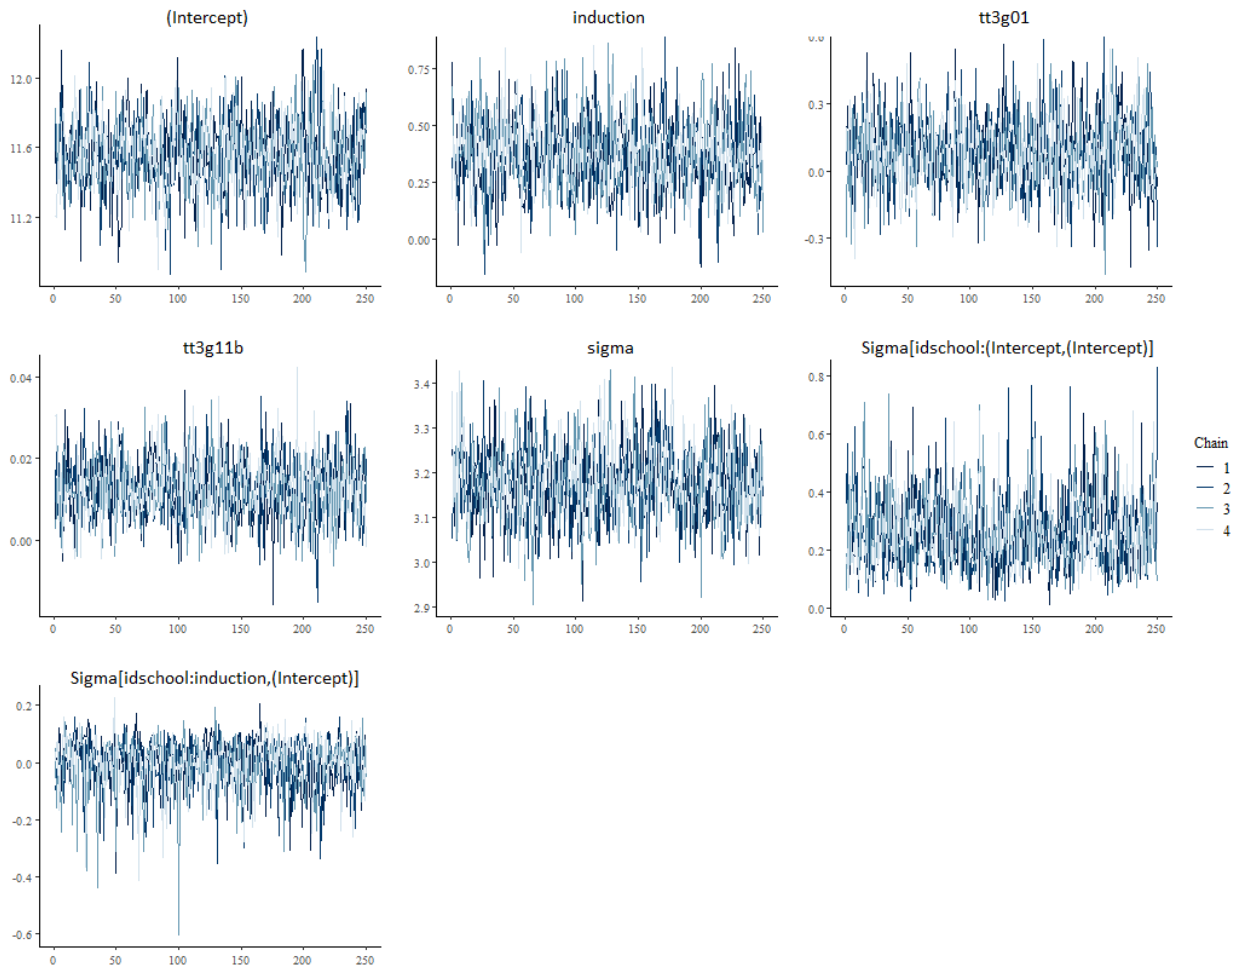 (Intercept)
induction
tt3g01
12.0
11.6
11.2
0 50 100 150 200 250
0.75
0.50
0.25
0.00
0 50 100 150 200 250
0.6
0.3
0.0
-0.3
0 50 100 150 200 250
tt3g11b
sigma
Sigma[idschool:(Intercept,(Intercept)]
0.04
0.02
0.00
0 50 100 150 200 250
3.4
3.3
3.2
3.1
3.0
2.9
0 50 100 150 200 250
0.8
0.6
0.4
0.2
0.0
0 50 100 150 200 250
Chain
1
2
3
4
Sigma[idschool:induction,(Intercept)]
0.2
0.0
-0.2
-0.4
-0.6
0 50 100 150 200 250